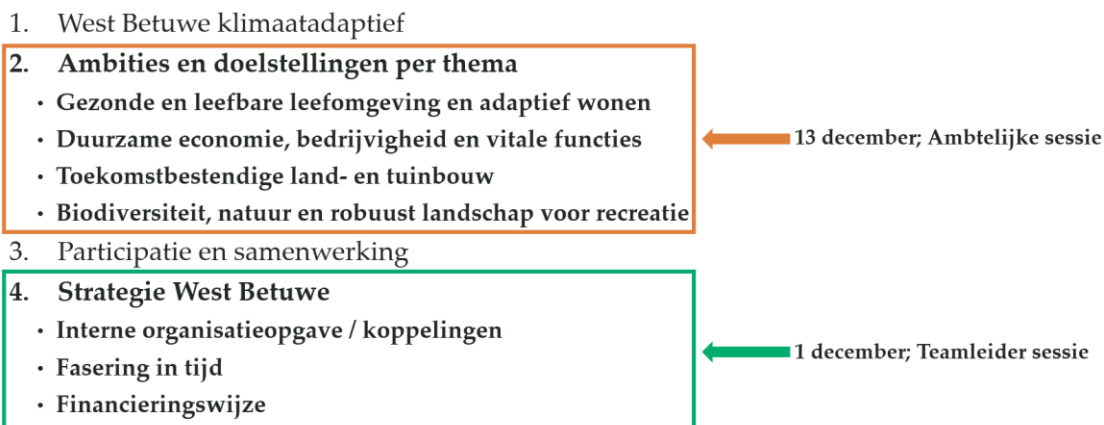 1. West Betuwe klimaatadaptief
2. Ambities en doelstellingen per thema
• Gezonde en leefbare leefomgeving en adaptief wonen
• Duurzame economie, bedrijvigheid en vitale functies
13 december; Ambtelijke sessie
• Toekomstbestendige land- en tuinbouw
• Biodiversiteit, natuur en robuust landschap voor recreatie
3. Participatie en samenwerking
4. Strategie West Betuwe
• Interne organisatieopgave / koppelingen
1 december; Teamleider sessie
• Fasering in tijd
• Financieringswijze